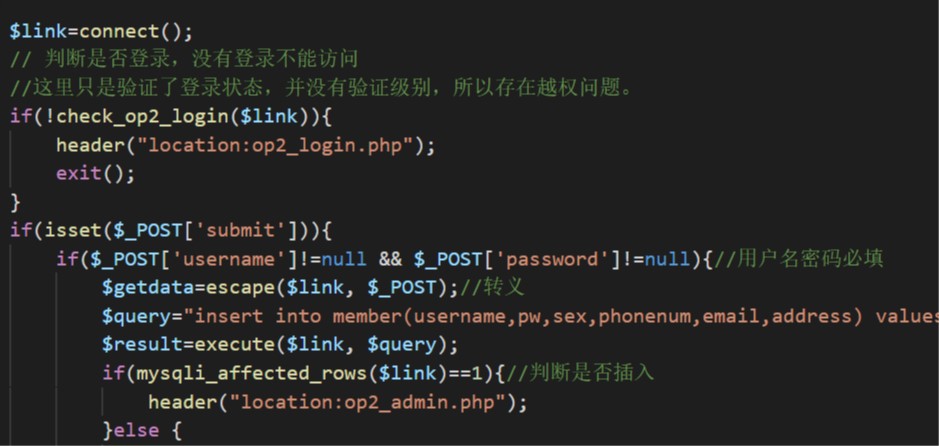 $link=connect();
// 判断是否登录，没有登录不能访问
//这里只是验证了登录状态，并没有验证级别，所以存在越权问题。
if(!check_op2_login($link)){
    header("location:op2_login.php");
    exit();
}
if(isset($_POST['submit'])){
    if($_POST['username']!=null && $_POST['password']!=null){//用户名密码必填
        $getdata=escape($link, $_POST);//转义
        $query="insert into member(username,pw,sex,phonenum,email,address) values
        $result=execute($link, $query);
        if(mysqli_affected_rows($link)==1){//判断是否插入
            header("location:op2_admin.php");
        }else {